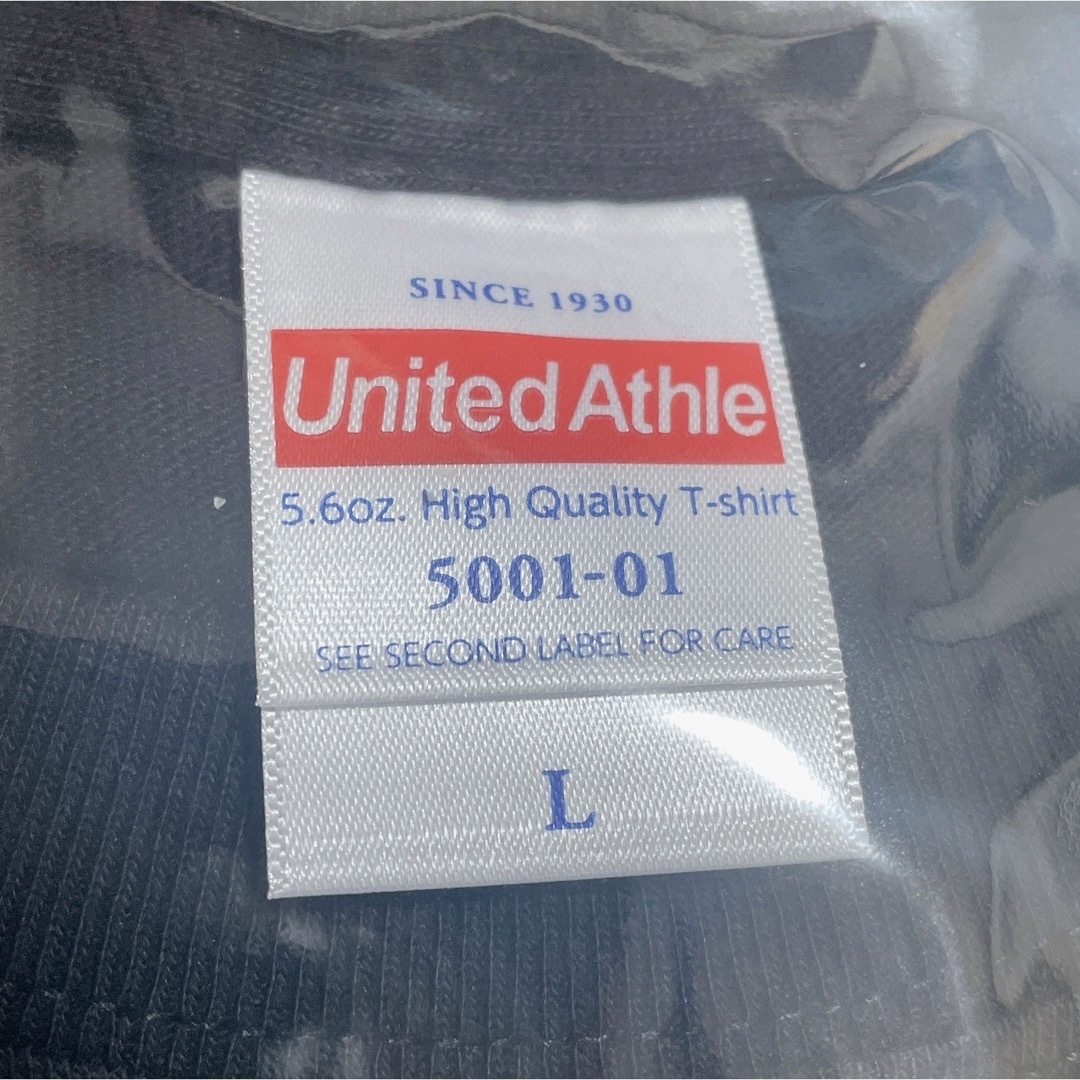 SINCE 1930
United Athle
5.6oz. High Quality T-shirt
5001-01
SEE SECOND LABEL FOR CARE
L